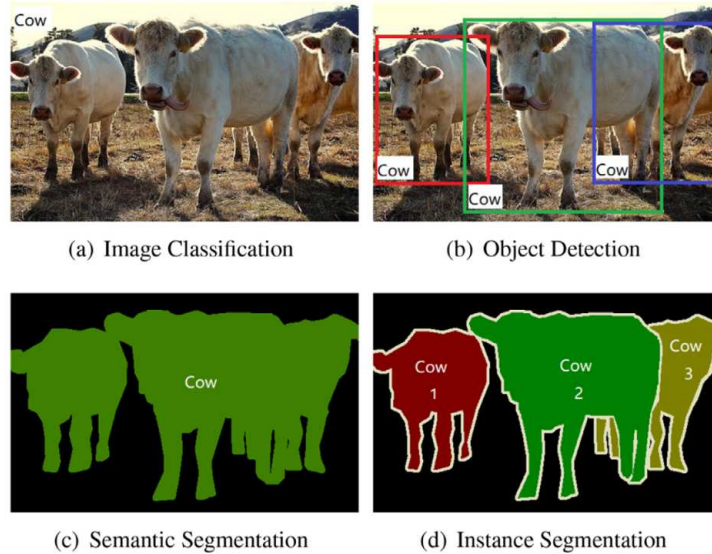 Cow
Cow
Cow
Cow
(a) Image Classification
(b) Object Detection
Cow
Cow
1
Cow
2
Cow
3
(c) Semantic Segmentation
(d) Instance Segmentation